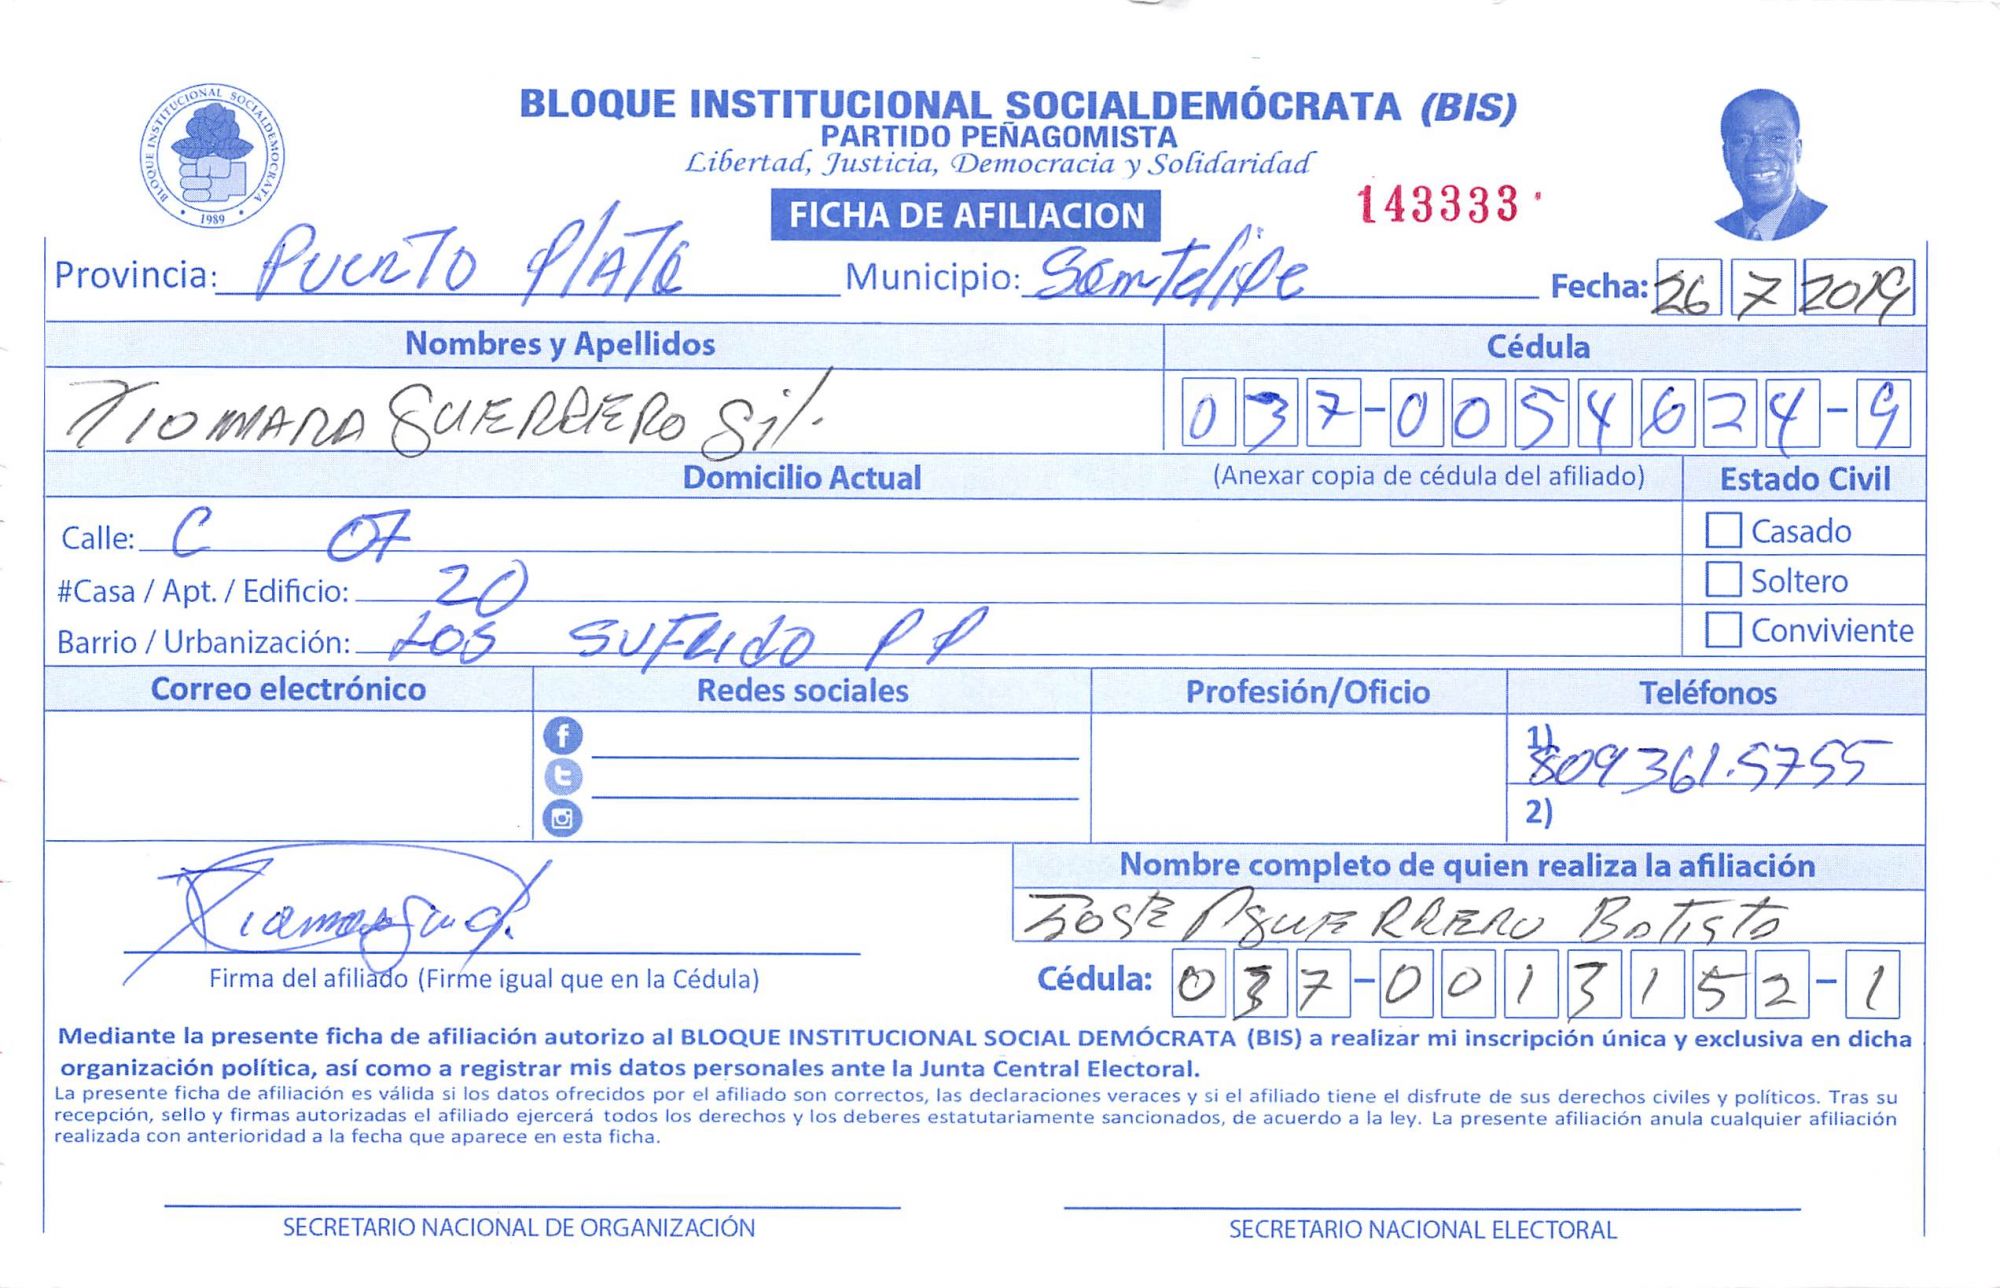 BLOQUE INSTITUCIONAL SOCIALDEMÓCRATA (BIS)
PARTIDO PEÑAGOMISTA
Libertad, Justicia, Democracia y Solidaridad
BLOQUE INSTITUCIONAL SOCIALDEMOCRATA
1989
FICHA DE AFILIACION
143333
Provincia: Puerto Plata Municipio: Fecha: 26 7 2019
Nombres y Apellidos Cédula
XIOMARA GUERRERO Gil. 037-0054624-9
Domicilio Actual (Anexar copia de cédula del afiliado) Estado Civil
Calle: C 07 Casado
#Casa / Apt. / Edificio: 20 Soltero
Barrio / Urbanización: LOS SUFRIDO PP Conviviente
Correo electrónico Redes sociales Profesión/Oficio Teléfonos
1) 809 361.5755
2)
Nombre completo de quien realiza la afiliación
JOSE GUERRERO Batista
Firma del afiliado (Firme igual que en la Cédula) Cédula: 037-0013152-1
Mediante la presente ficha de afiliación autorizo al BLOQUE INSTITUCIONAL SOCIAL DEMÓCRATA (BIS) a realizar mi inscripción única y exclusiva en dicha
organización política, así como a registrar mis datos personales ante la Junta Central Electoral.
La presente ficha de afiliación es válida si los datos ofrecidos por el afiliado son correctos, las declaraciones veraces y si el afiliado tiene el disfrute de sus derechos civiles y políticos. Tras su
recepción, sello y firmas autorizadas el afiliado ejercerá todos los derechos y los deberes estatutariamente sancionados, de acuerdo a la ley. La presente afiliación anula cualquier afiliación
realizada con anterioridad a la fecha que aparece en esta ficha.
SECRETARIO NACIONAL DE ORGANIZACIÓN SECRETARIO NACIONAL ELECTORAL